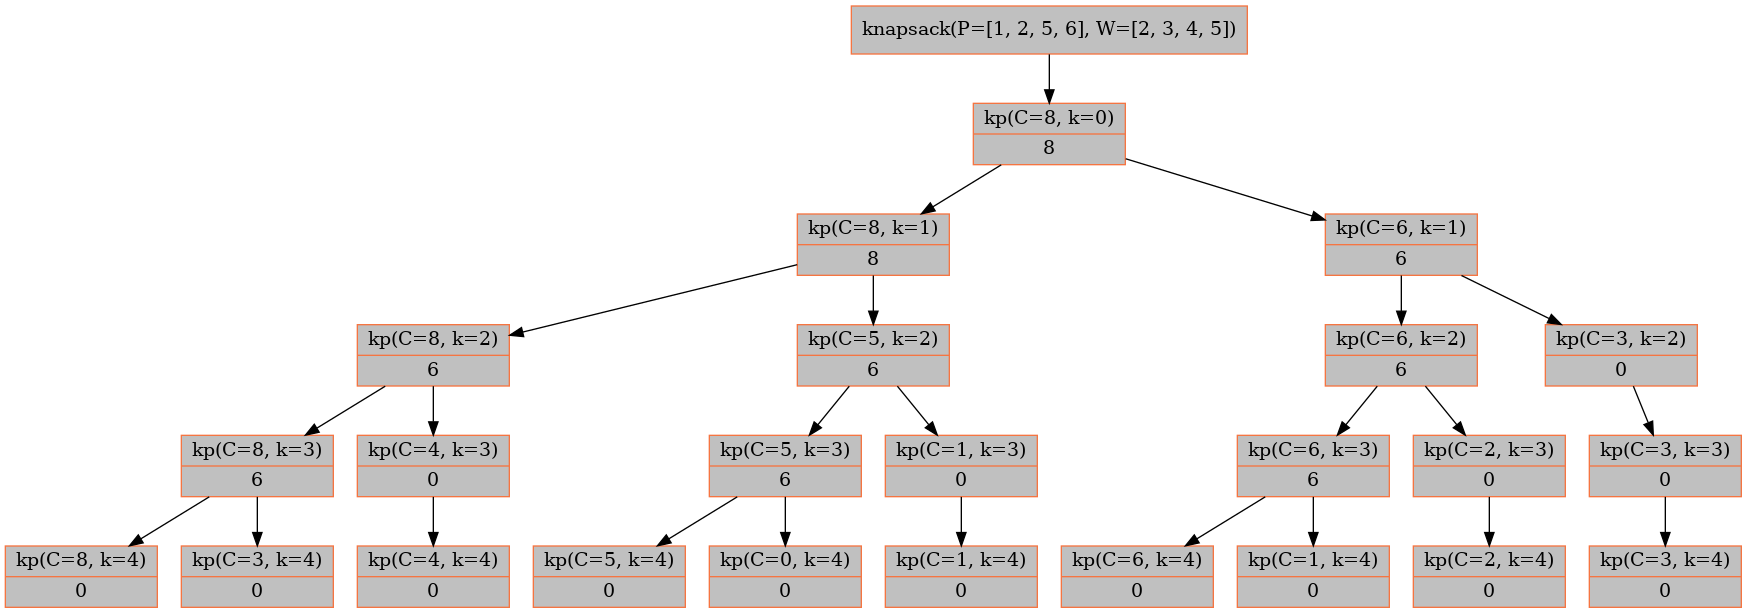 knapsack(P=[1, 2, 5, 6], W=[2, 3, 4, 5])
kp(C=8, k=0)
8
kp(C=8, k=1)
8
kp(C=6, k=1)
6
kp(C=8, k=2)
6
kp(C=5, k=2)
6
kp(C=6, k=2)
6
kp(C=3, k=2)
0
kp(C=8, k=3)
6
kp(C=4, k=3)
0
kp(C=5, k=3)
6
kp(C=1, k=3)
0
kp(C=6, k=3)
6
kp(C=2, k=3)
0
kp(C=3, k=3)
0
kp(C=8, k=4)
0
kp(C=3, k=4)
0
kp(C=4, k=4)
0
kp(C=5, k=4)
0
kp(C=0, k=4)
0
kp(C=1, k=4)
0
kp(C=6, k=4)
0
kp(C=1, k=4)
0
kp(C=2, k=4)
0
kp(C=3, k=4)
0